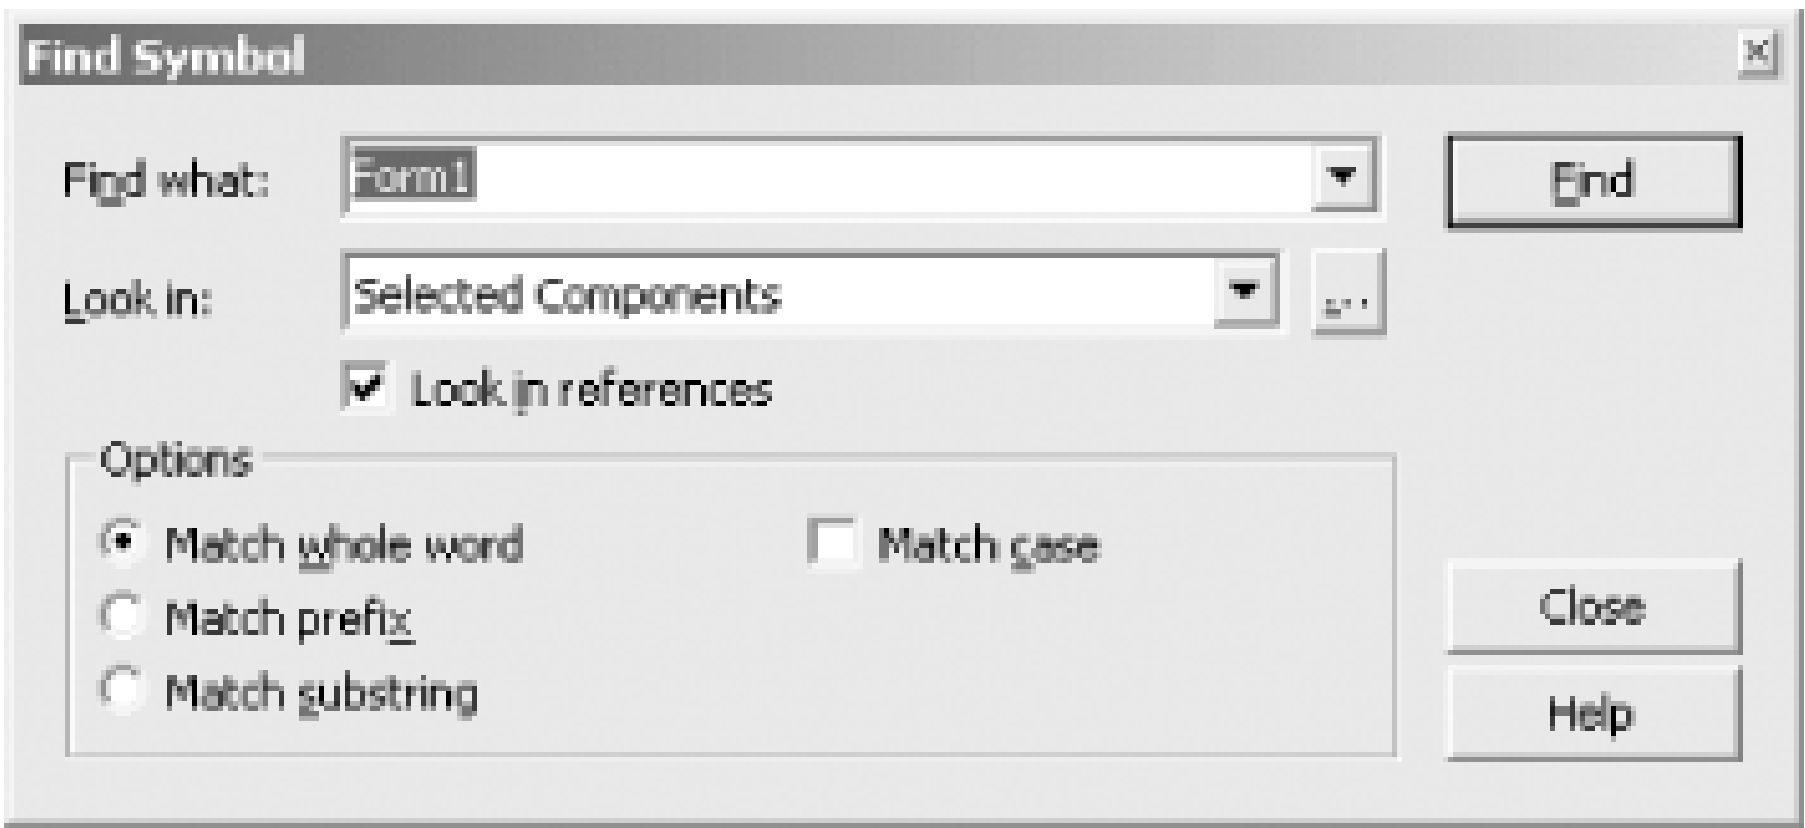 Find Symbol
Find what: Form1 Find
Look in: Selected Components ...
Look in references
Options
Match whole word Match case
Match prefix
Close
Match substring
Help